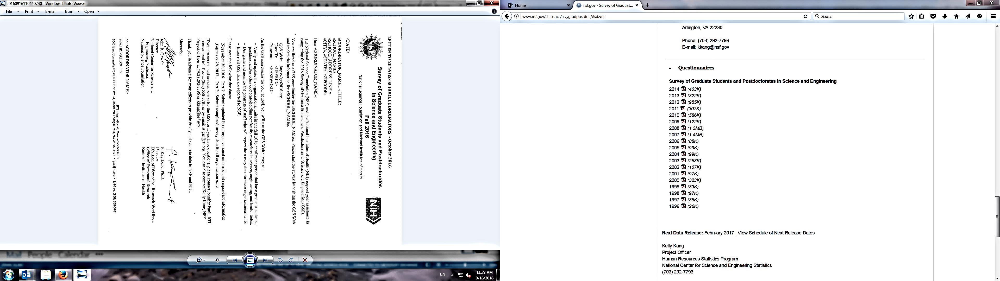 20160916110440740 - Windows Photo Viewer
File Print E-mail Burn Open
LETTER TO 2016 GSS SCHOOL COORDINATORS - October 2016
NSF
Survey of Graduate Students and Postdoctorates
In Science and Engineering
Fall 2016
National Science Foundation and National Institutes of Health
NIH
<DATE>
«COORDINATOR_NAME», «TITLE»
«SCHOOL_NAME»
«SCHOOL_ADDRESS_LINE1»
«CITY», «STATE» «ZIPCODE»
Dear «COORDINATOR_NAME»:
The National Science Foundation (NSF) and the National Institutes of Health (NIH) request your assistance in
completing the 2016 Survey of Graduate Students and Postdoctorates in Science and Engineering (GSS).
You are listed as a GSS coordinator for «SCHOOL_NAME». Please start the survey by visiting the GSS Web
and update the information for «SCHOOL_NAME».
As the GSS coordinator for your school, you will use the GSS Web survey to:
GSS Web: https://gss2016.org
User ID: <USERID>
Password: <PASSWORD>
• Verify and update the organizational units in the fall 2016 enrollment period that have graduate students,
postdocs, and/or other doctorate-holding nonfaculty researchers in science, engineering, and health fields.
• Designate and monitor the progress of staff who will report the survey data for these organizational units.
• Ensure all GSS data are reported to NSF.
Please note the following due dates:
November 30, 2016 Part 1: Submit updated list of organizational units and unit respondent information
February 28, 2017 Part 2: Submit completed survey data for all organization units
If you are not the best contact person for the GSS, or if you have questions, please contact Jennifer Pauli, RTI
International toll-free at (866) 558-0781 or by email at gss@rti.org. You can also contact Kelly Kang, NSF
Project Officer at (703) 292-7796 or kkang@nsf.gov.
Thank you in advance for your efforts to provide timely and accurate data to NSF and NIH.
Sincerely,
John R. Gawalt
Director
National Center for Science and
Engineering Statistics
National Science Foundation
P. Kay Lund, Ph.D.
Director
Division of Biomedical Research Workforce
Office of Extramural Research
National Institutes of Health
cc: <COORDINATOR NAME>
School ID: <SCHOOL ID>
RTI International, Contractor for GSS
3040 East Cornwallis Road, P.O. Box 12194, Research Triangle Park, NC 27709-2194 • gss@rti.org • toll-free: (866) 558-0781
Mail People Calendar •••
EN
11:27 AM
9/16/2016
Home
nsf.gov - Survey of Graduat...
www.nsf.gov/statistics/srvygradpostdoc/#sd&qs
Search
Arlington, VA 22230
Phone: (703) 292-7796
E-mail: kkang@nsf.gov
– Questionnaires
Survey of Graduate Students and Postdoctorates in Science and Engineering
2014 (403K)
2013 (322K)
2012 (955K)
2011 (307K)
2010 (586K)
2009 (122K)
2008 (1.3MB)
2007 (1.4MB)
2006 (88K)
2005 (99K)
2004 (99K)
2003 (253K)
2002 (107K)
2001 (97K)
2000 (323K)
1999 (33K)
1998 (97K)
1997 (35K)
1996 (26K)
Next Data Release: February 2017 | View Schedule of Next Release Dates
Kelly Kang
Project Officer
Human Resources Statistics Program
National Center for Science and Engineering Statistics
(703) 292-7796